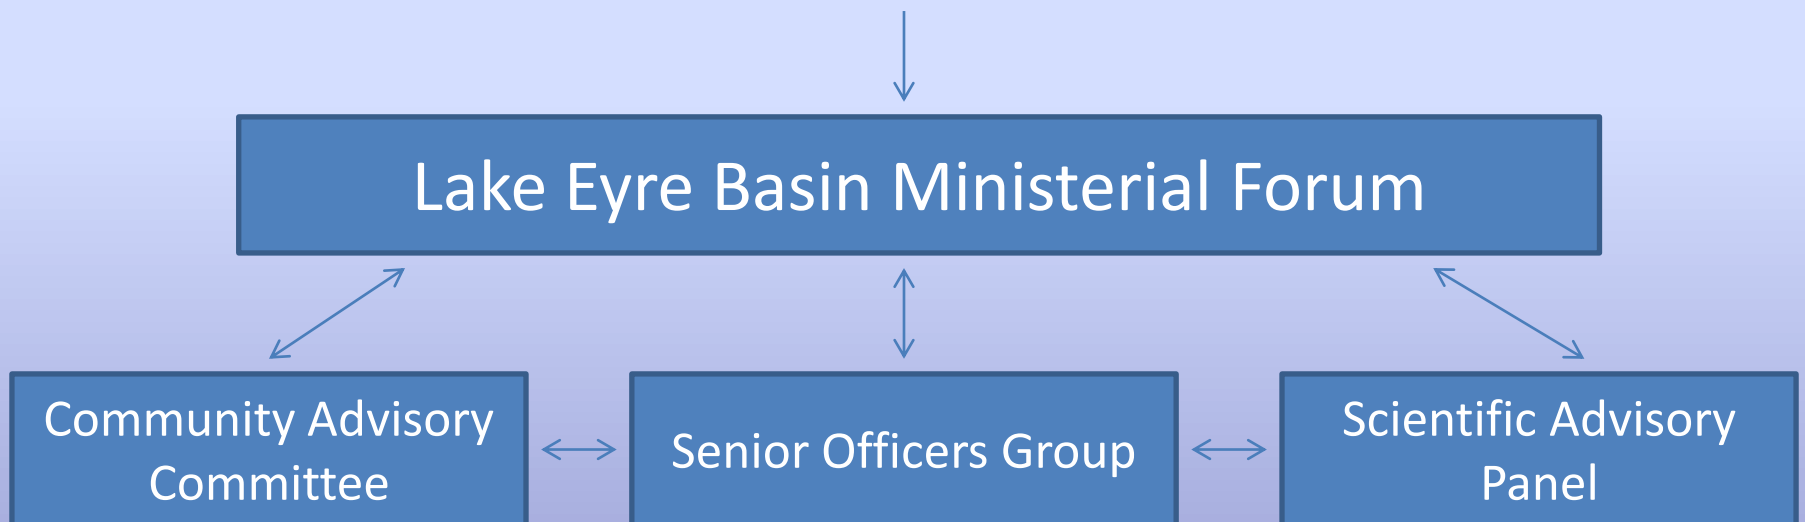 Lake Eyre Basin Ministerial Forum
Community Advisory
Committee
Senior Officers Group
Scientific Advisory
Panel